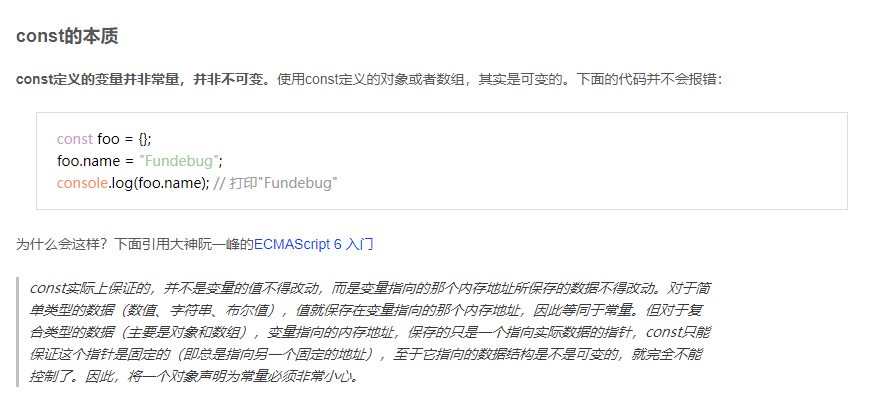 const的本质
const定义的变量并非常量，并非不可变。使用const定义的对象或者数组，其实是可变的。下面的代码并不会报错：
const foo = {};
foo.name = "Fundebug";
console.log(foo.name); // 打印"Fundebug"
为什么会这样？下面引用大神阮一峰的ECMAScript 6 入门
const实际上保证的，并不是变量的值不得改动，而是变量指向的那个内存地址所保存的数据不得改动。对于简
单类型的数据（数值、字符串、布尔值），值就保存在变量指向的那个内存地址，因此等同于常量。但对于复
合类型的数据（主要是对象和数组），变量指向的内存地址，保存的只是一个指向实际数据的指针，const只能
保证这个指针是固定的（即总是指向另一个固定的地址），至于它指向的数据结构是不是可变的，就完全不能
控制了。因此，将一个对象声明为常量必须非常小心。